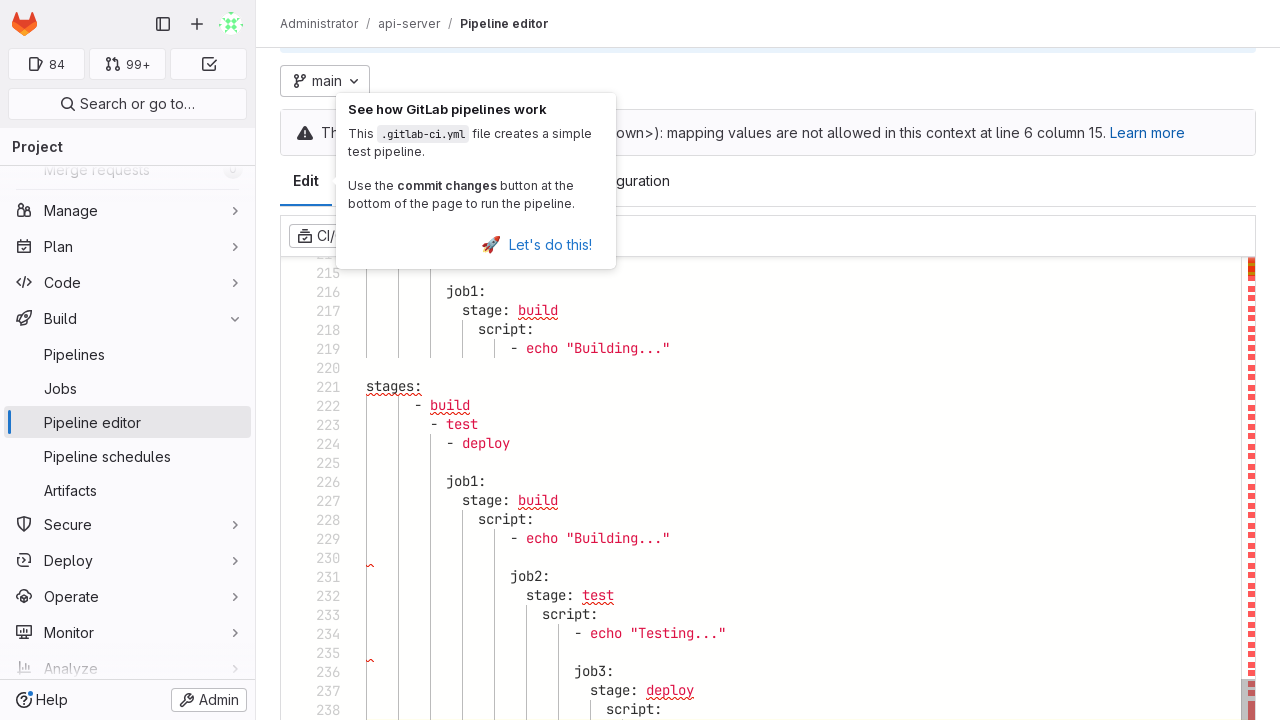 Administrator / api-server / Pipeline editor
84
99+
Search or go to…
Project
Merge requests
Manage
Plan
Code
Build
Pipelines
Jobs
Pipeline editor
Pipeline schedules
Artifacts
Secure
Deploy
Operate
Monitor
Analyze
Help
Admin
main
See how GitLab pipelines work
This .gitlab-ci.yml file creates a simple
test pipeline.
Use the commit changes button at the
bottom of the page to run the pipeline.
🚀 Let's do this!
own>): mapping values are not allowed in this context at line 6 column 15. Learn more
Edit
guration
CI/
215
216 job1:
217 stage: build
218 script:
219 - echo "Building..."
220
221 stages:
222 - build
223 - test
224 - deploy
225
226 job1:
227 stage: build
228 script:
229 - echo "Building..."
230
231 job2:
232 stage: test
233 script:
234 - echo "Testing..."
235
236 job3:
237 stage: deploy
238 script: